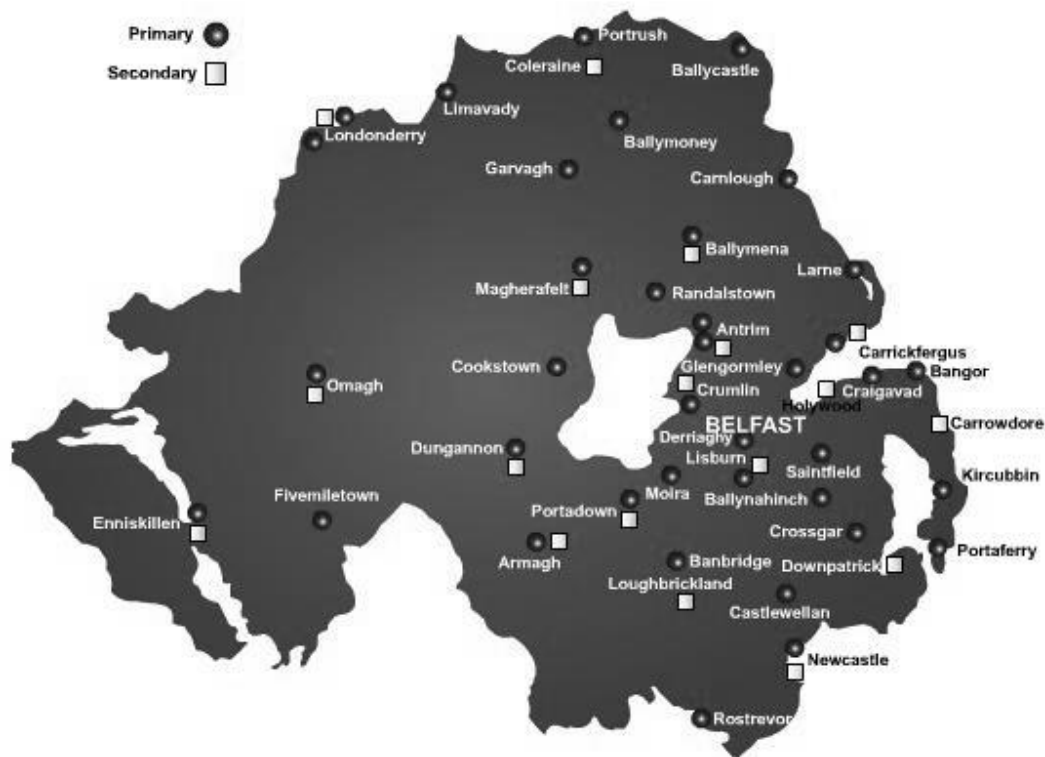 Primary
Secondary
Portrush
Coleraine
Ballycastle
Limavady
Londonderry
Ballymoney
Garvagh
Carnlough
Ballymena
Larne
Magherafelt
Randalstown
Antrim
Carrickfergus
Cookstown
Glengormley
Bangor
Omagh
Crumlin
Craigavad
Holywood
BELFAST
Carrowdore
Derriaghy
Dungannon
Lisburn
Saintfield
Kircubbin
Fivemiletown
Moira
Ballynahinch
Enniskillen
Portadown
Crossgar
Portaferry
Armagh
Banbridge
Downpatrick
Loughbrickland
Castlewellan
Newcastle
Rostrevor